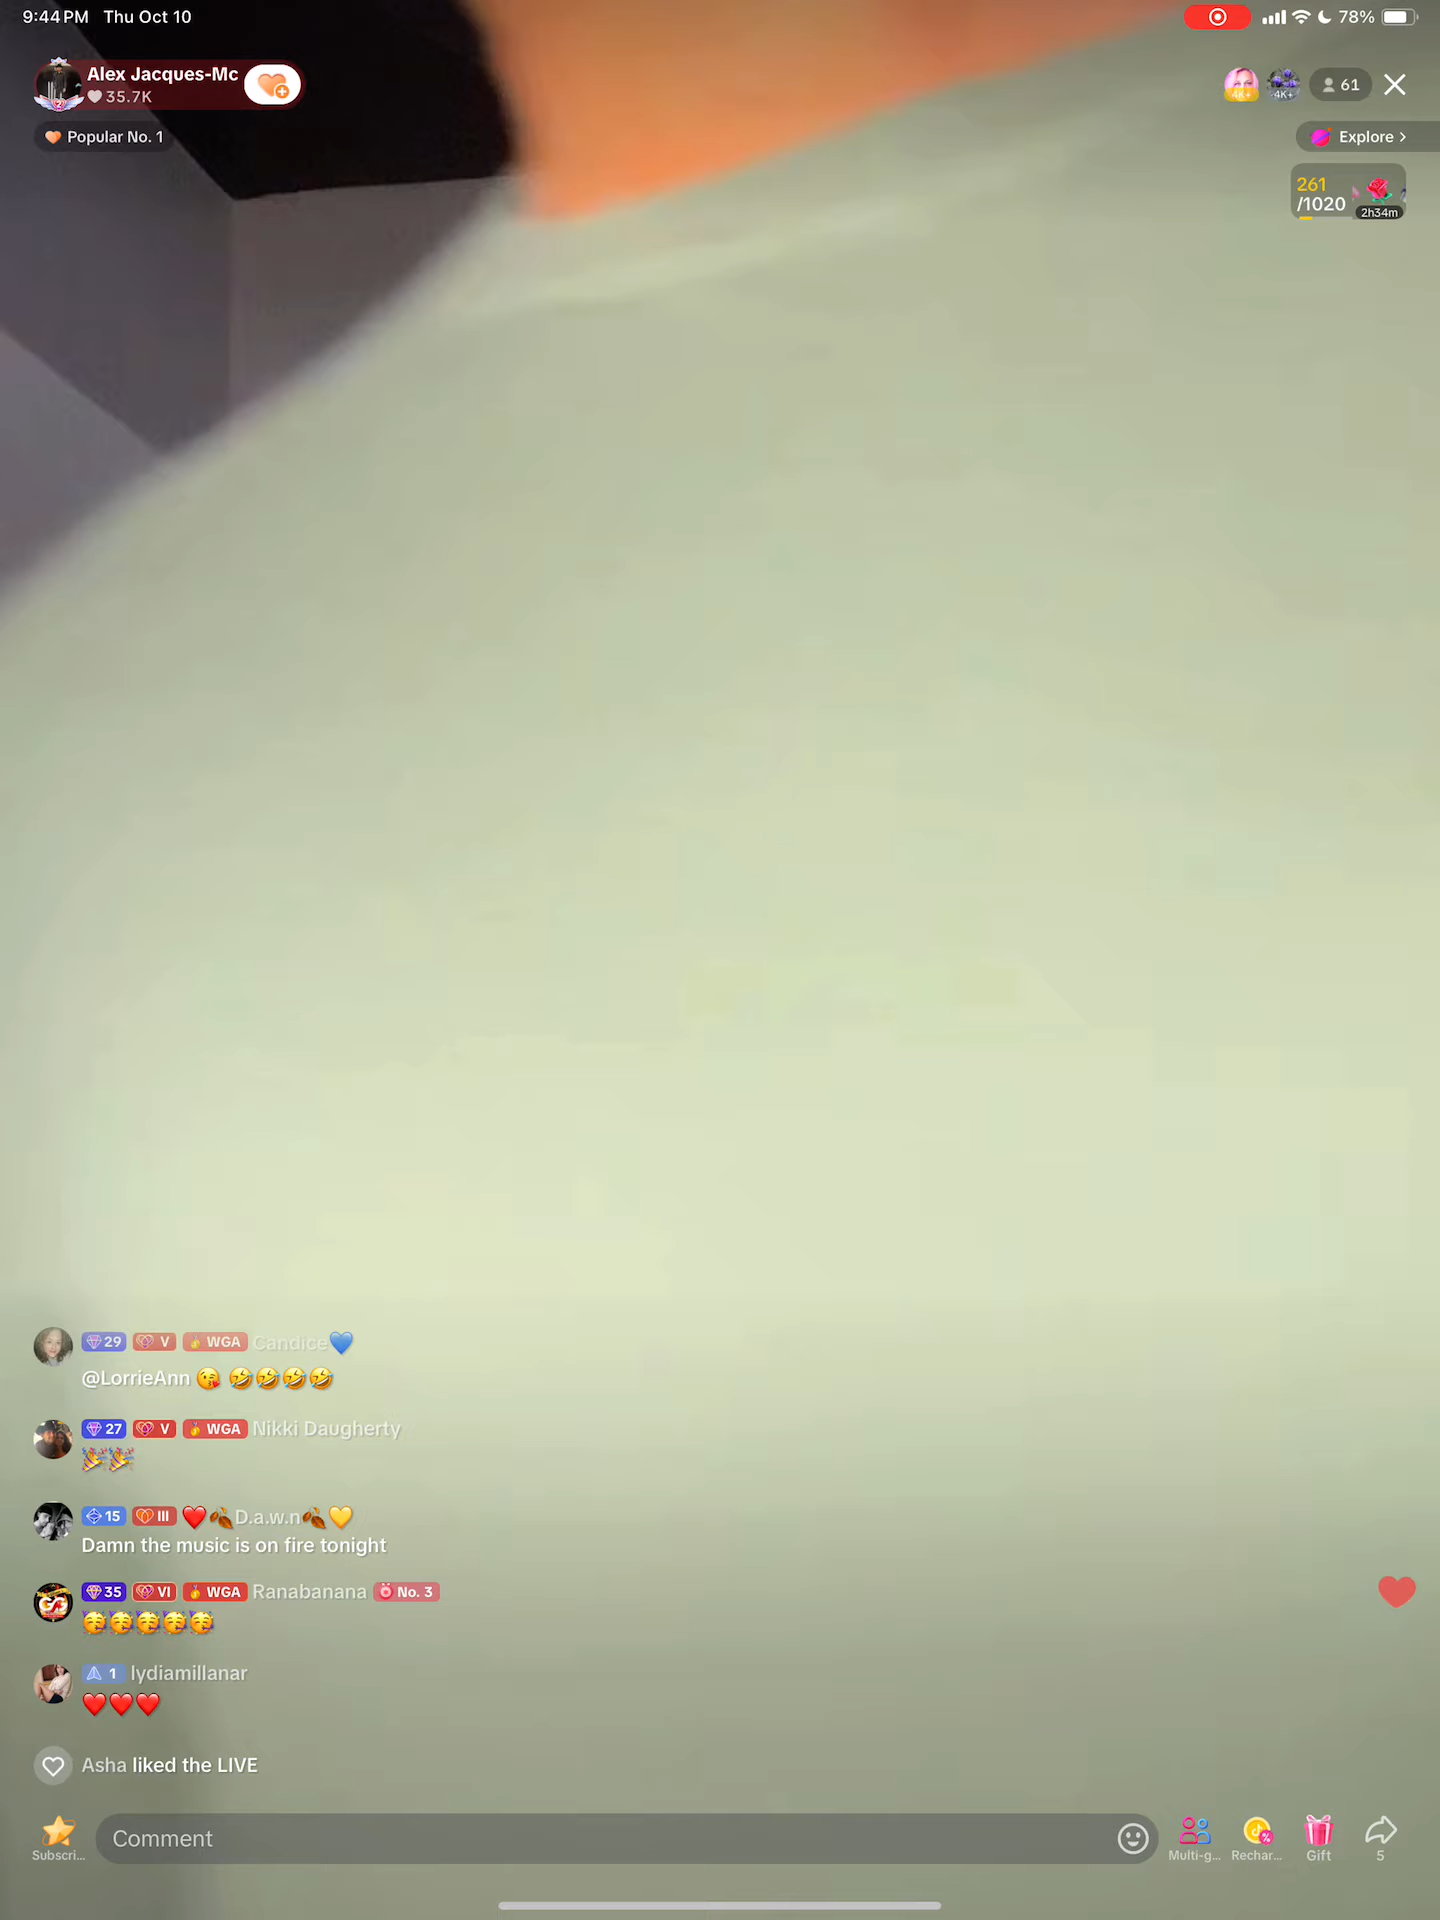 9:44 PM Thu Oct 10
78%
Alex Jacques-Mc
35.7K
4K+
4K+
61
Popular No. 1
Explore >
261
/1020
2h34m
29 V WGA Candice💙
@LorrieAnn 😘 🤣🤣🤣🤣
27 V WGA Nikki Daugherty
🎉🎉
15 III ❤️🍂D.a.w.n🍂💛
Damn the music is on fire tonight
35 VI WGA Ranabanana No. 3
🥳🥳🥳🥳🥳
1 lydiamillanar
❤️❤️❤️
Asha liked the LIVE
Comment
Subscri...
Multi-g...
Rechar...
Gift
5